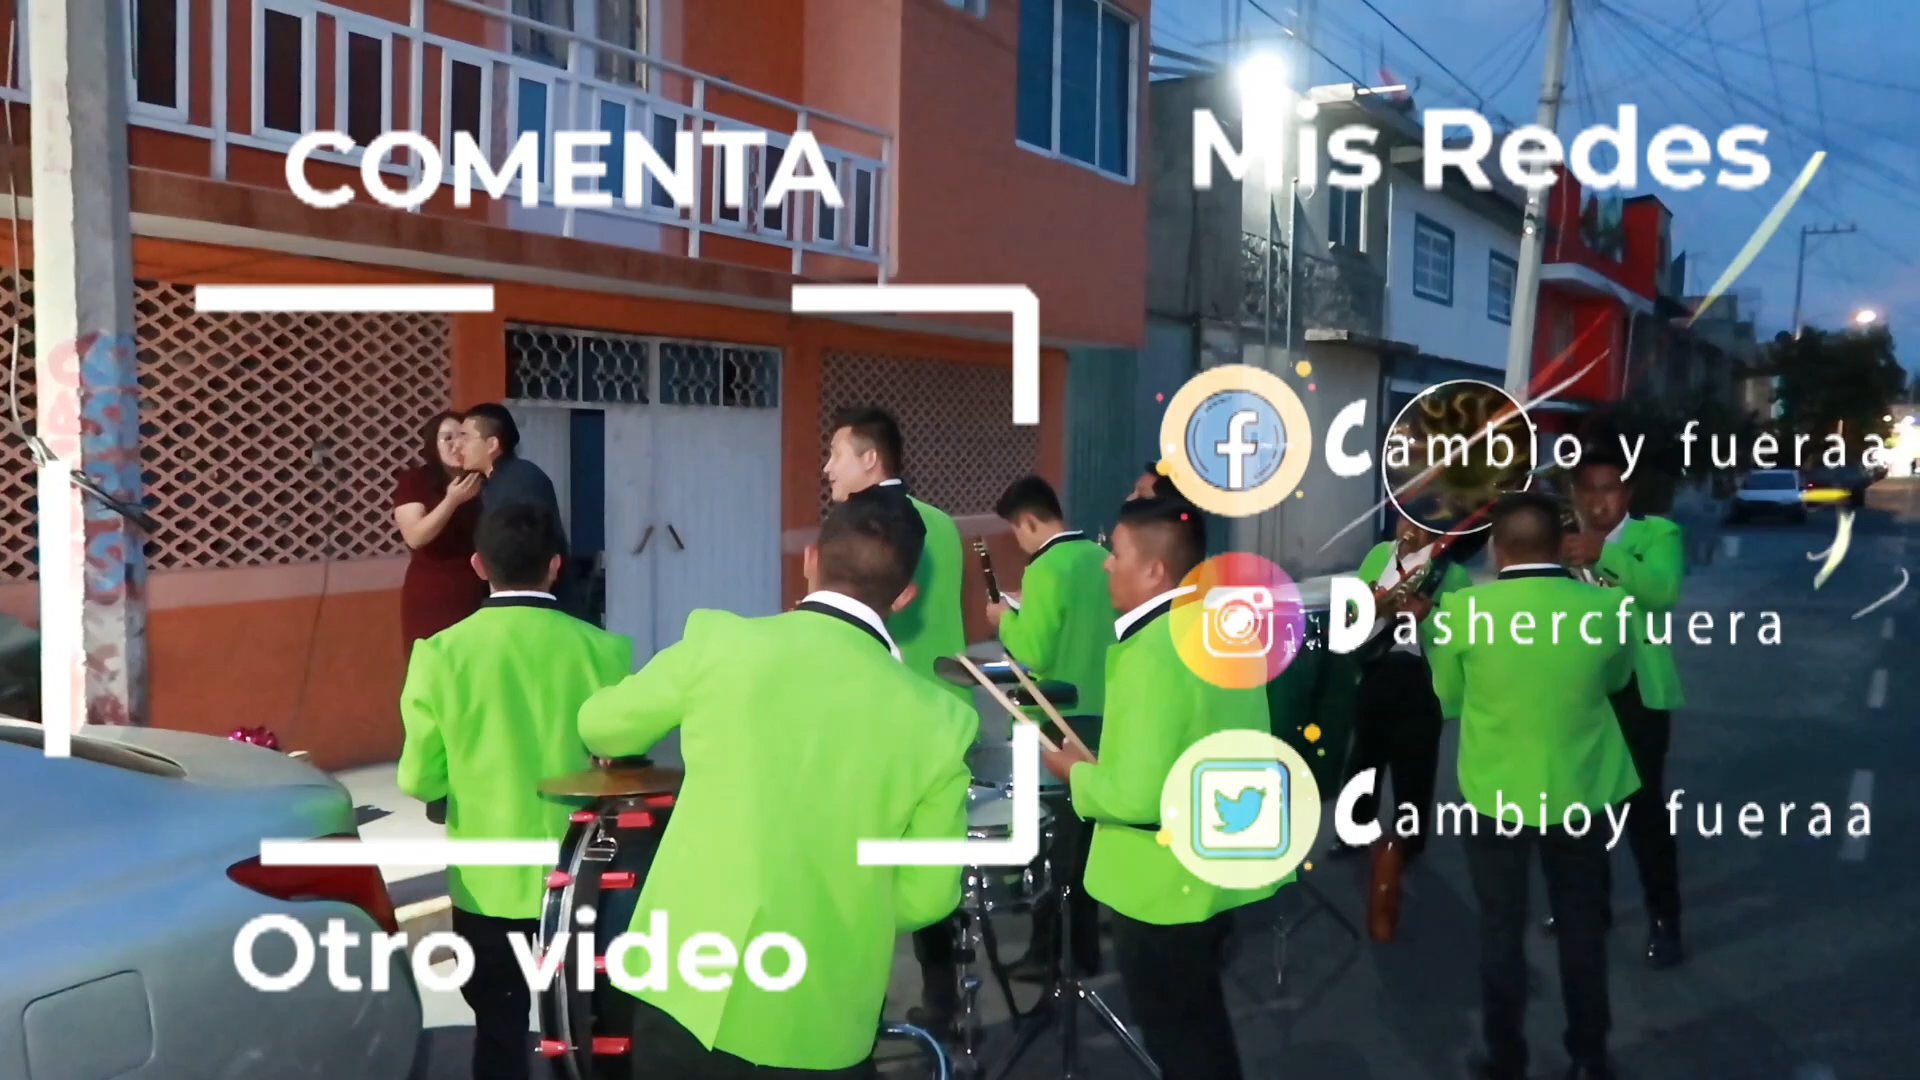 COMENTA
Mis Redes
Cambio y fueraa
Dashercfuera
Cambioy fueraa
Otro video